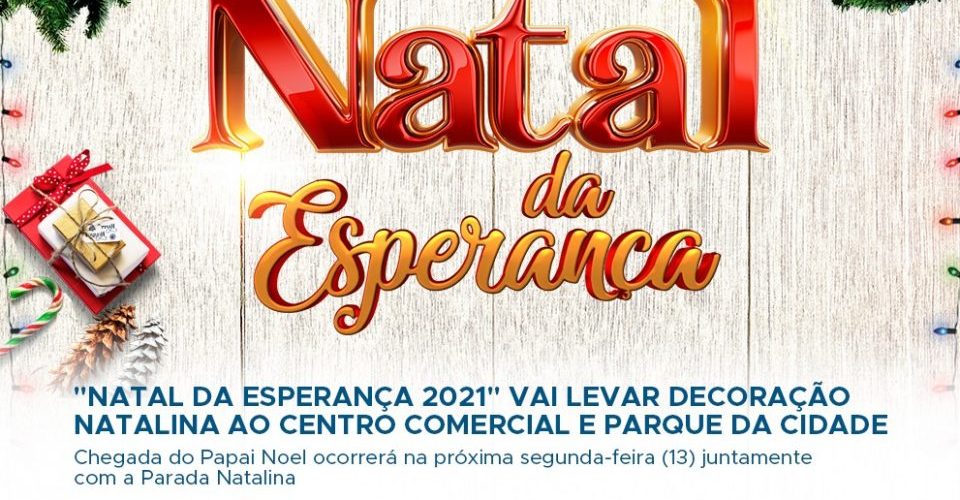 Natal
da
Esperança
"NATAL DA ESPERANÇA 2021" VAI LEVAR DECORAÇÃO
NATALINA AO CENTRO COMERCIAL E PARQUE DA CIDADE
Chegada do Papai Noel ocorrerá na próxima segunda-feira (13) juntamente
com a Parada Natalina